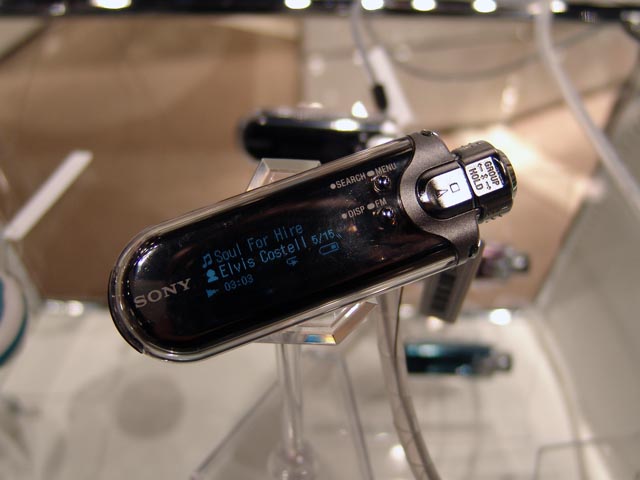 GROUP
HOLD
SEARCH MENU
DISP FM
Soul For Hire
Elvis Costell 5/15
03:03
SONY